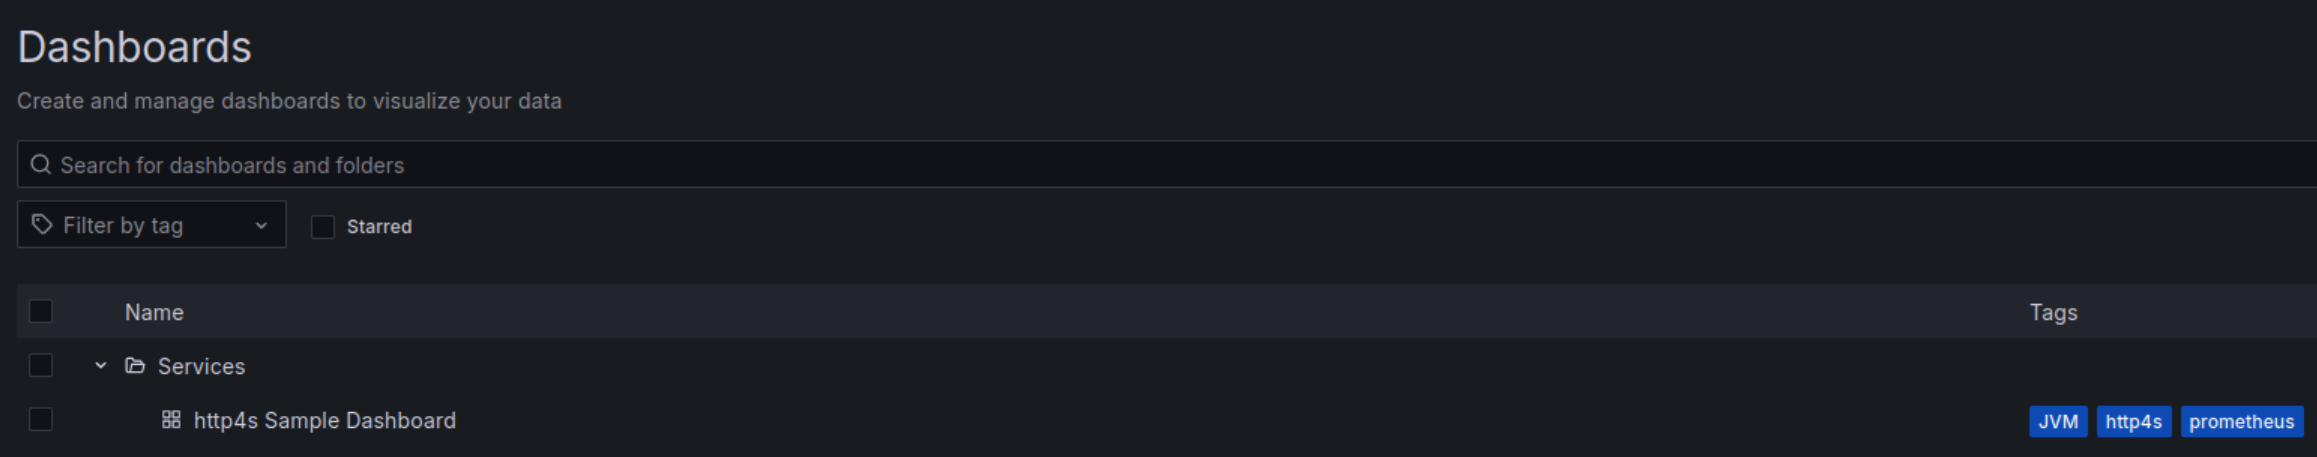 Dashboards
Create and manage dashboards to visualize your data
Search for dashboards and folders
Filter by tag Starred
Name Tags
Services
http4s Sample Dashboard JVM http4s prometheus